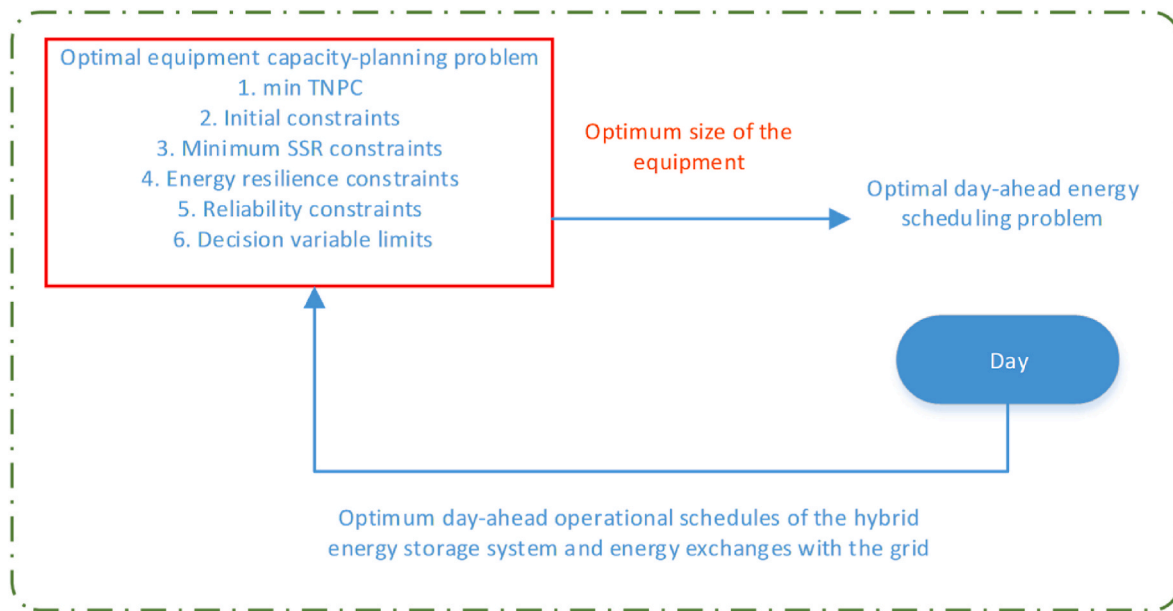 Optimal equipment capacity-planning problem
1. min TNPC
2. Initial constraints
3. Minimum SSR constraints
4. Energy resilience constraints
5. Reliability constraints
6. Decision variable limits
Optimum size of the
equipment
Optimal day-ahead energy
scheduling problem
Day
Optimum day-ahead operational schedules of the hybrid
energy storage system and energy exchanges with the grid